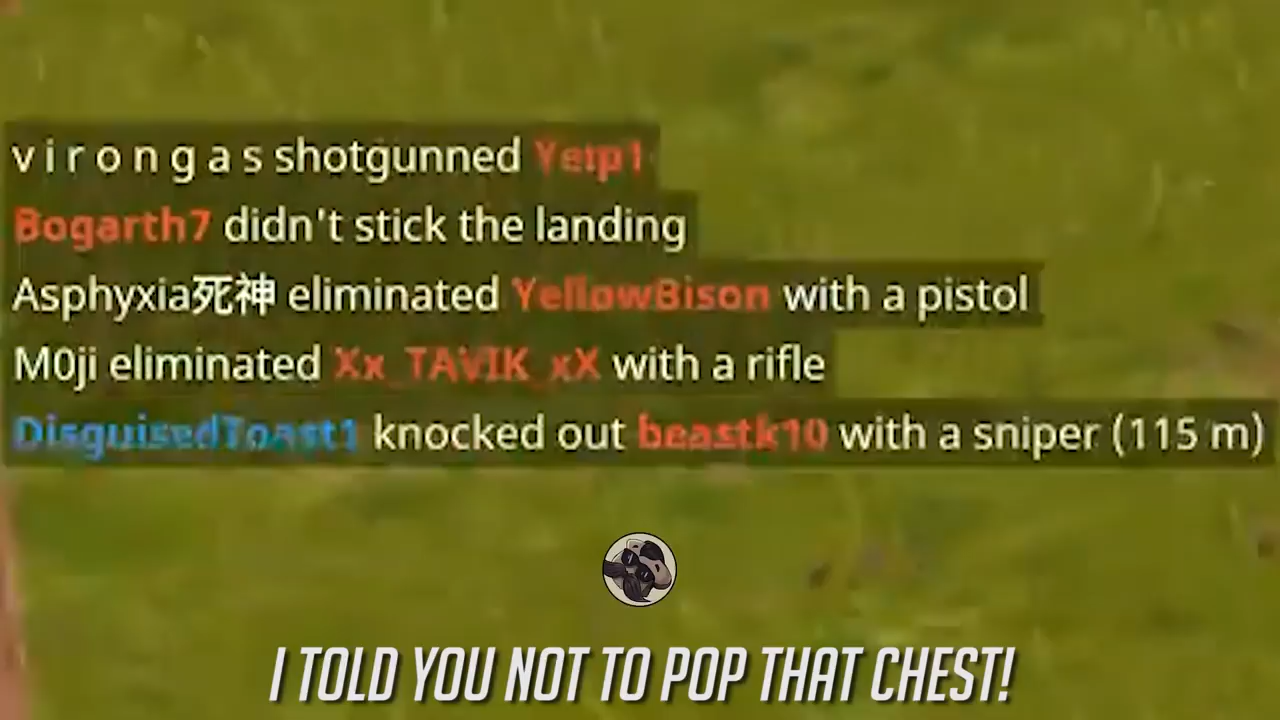 v i r o n g a s shotgunned Yeip1
Bogarth7 didn't stick the landing
Asphyxia死神 eliminated YellowBison with a pistol
M0ji eliminated Xx_TAVIK_xX with a rifle
DisguisedToast1 knocked out beastk10 with a sniper (115 m)
I TOLD YOU NOT TO POP THAT CHEST!